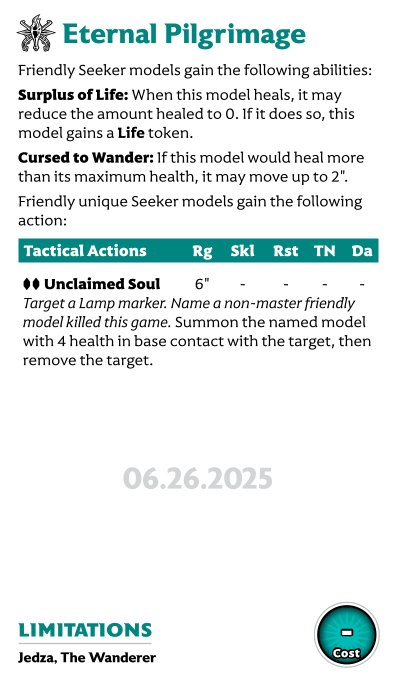 Eternal Pilgrimage
Friendly Seeker models gain the following abilities:
Surplus of Life: When this model heals, it may
reduce the amount healed to 0. If it does so, this
model gains a Life token.
Cursed to Wander: If this model would heal more
than its maximum health, it may move up to 2".
Friendly unique Seeker models gain the following
action:
Tactical Actions Rg Skl Rst TN Da
Unclaimed Soul 6" - - - -
Target a Lamp marker. Name a non-master friendly
model killed this game. Summon the named model
with 4 health in base contact with the target, then
remove the target.
06.26.2025
LIMITATIONS
Jedza, The Wanderer
-
Cost